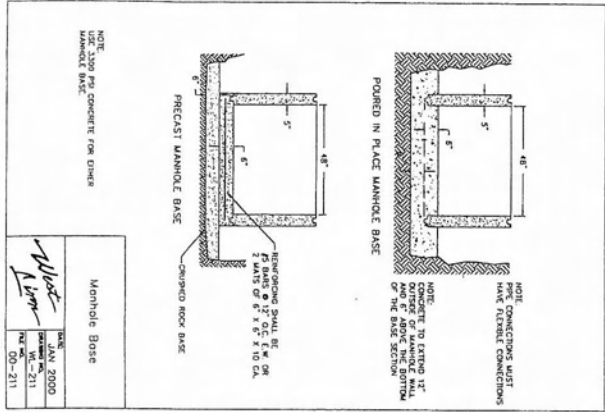 48"
5"
6"
POURED IN PLACE MANHOLE BASE
NOTE:
PIPE CONNECTIONS MUST
HAVE FLEXIBLE CONNECTIONS
NOTE:
CONCRETE TO EXTEND 12"
OUTSIDE OF MANHOLE WALL
AND 6" ABOVE THE BOTTOM
OF THE BASE SECTION
48"
5"
6"
6"
PRECAST MANHOLE BASE
REINFORCING SHALL BE
#5 BARS @ 12" O.C. E.W. OR
2 MATS OF 6" X 6" X 10 GA.
CRUSHED ROCK BASE
NOTE:
USE 3300 PSI CONCRETE FOR EITHER
MANHOLE BASE.
Manhole Base
West Linn
DATE:
JAN 2000
DRAWING NO.
WL-211
FILE NO.
00-211